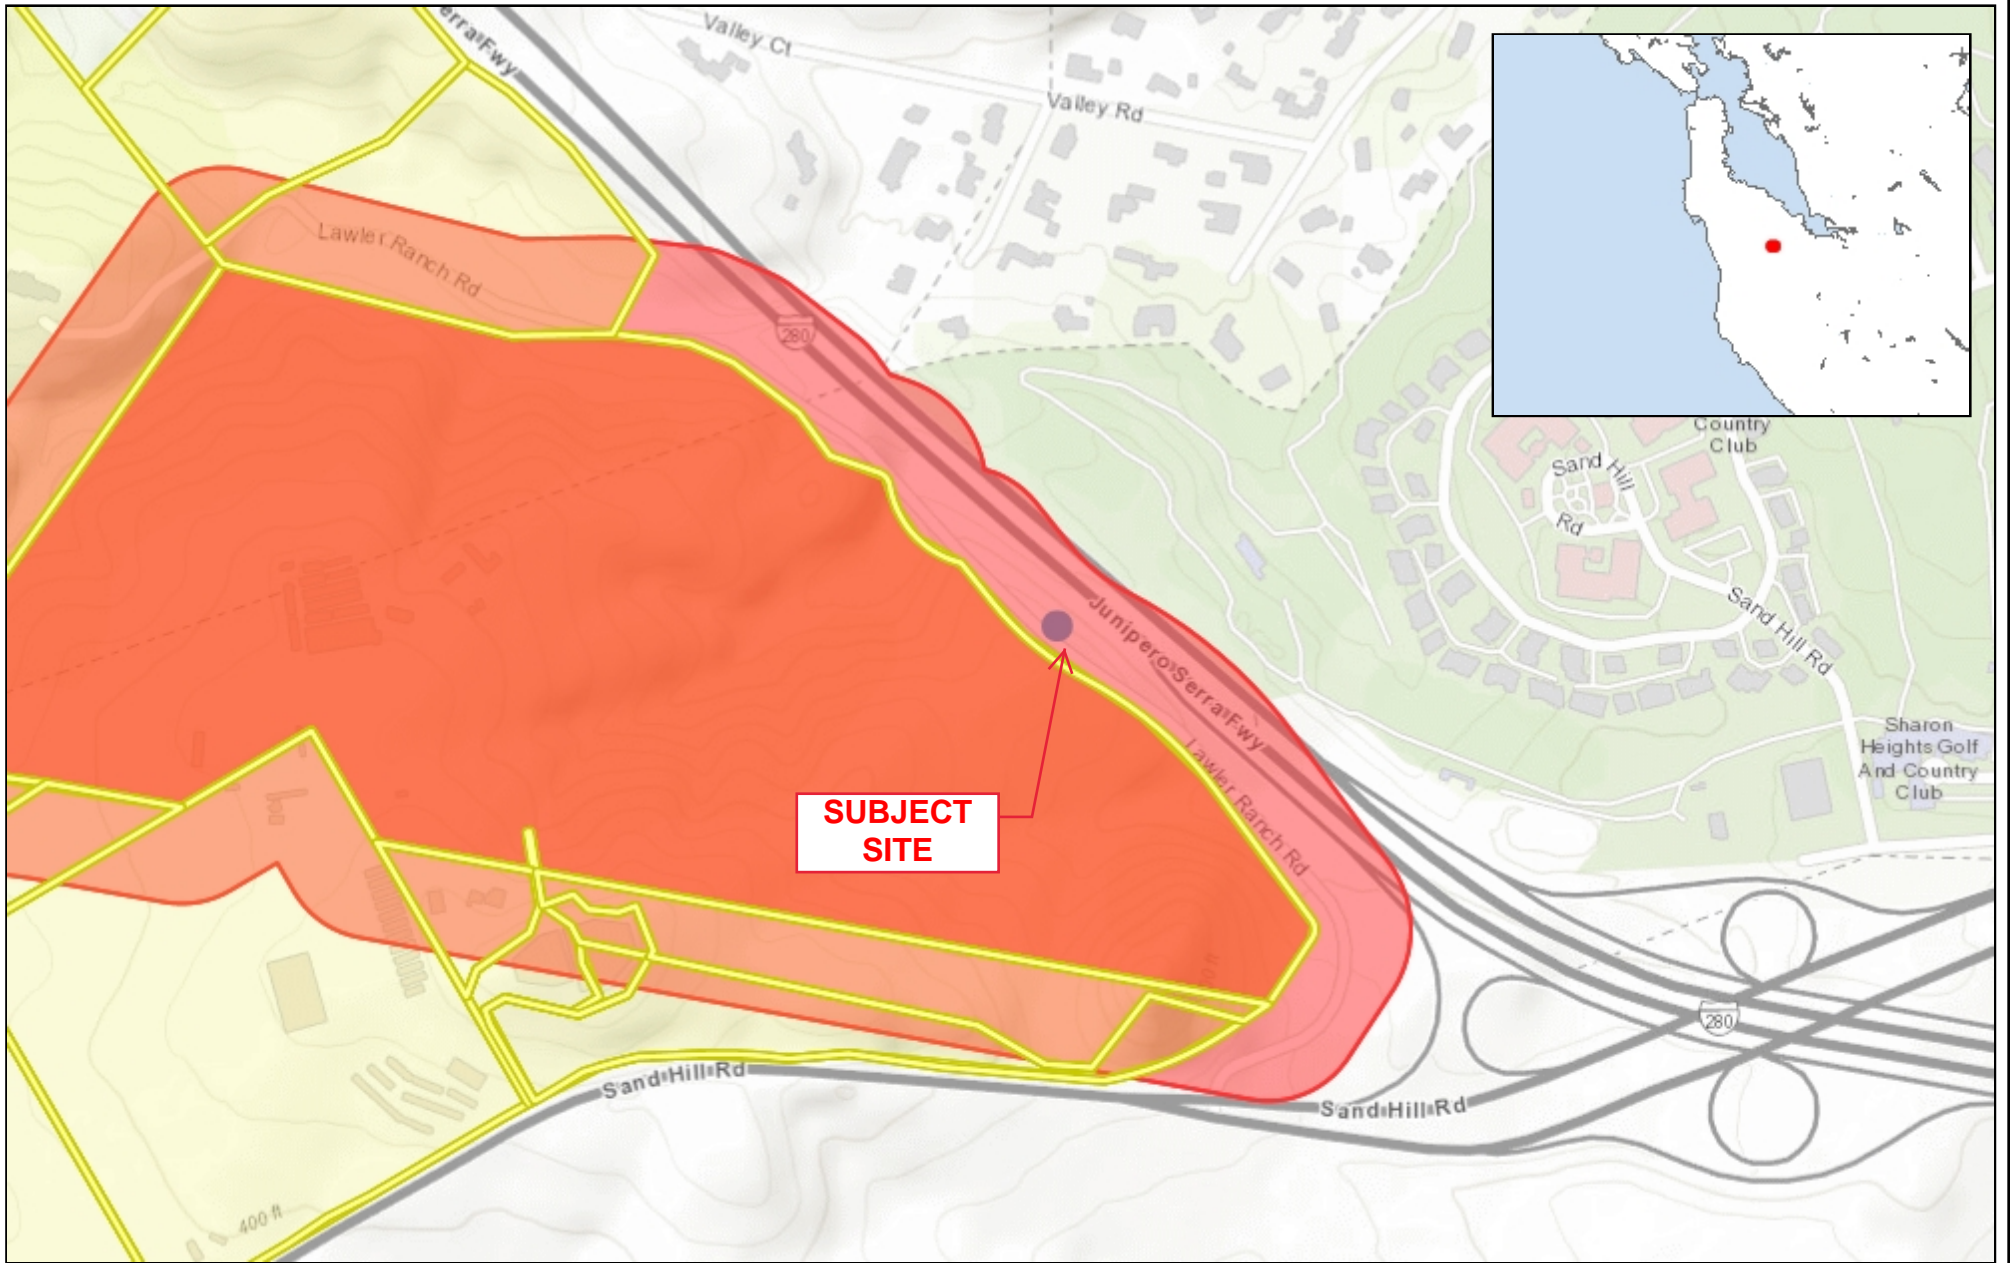 erra Fwy
Valley Ct
Valley Rd
Lawler Ranch Rd
280
Country
Club
Sand Hill
Rd
Sand Hill Rd
Junipero Serra Fwy
Lawler Ranch Rd
Sharon
Heights Golf
And Country
Club
SUBJECT
SITE
280
Sand Hill Rd
Sand Hill Rd
400 ft